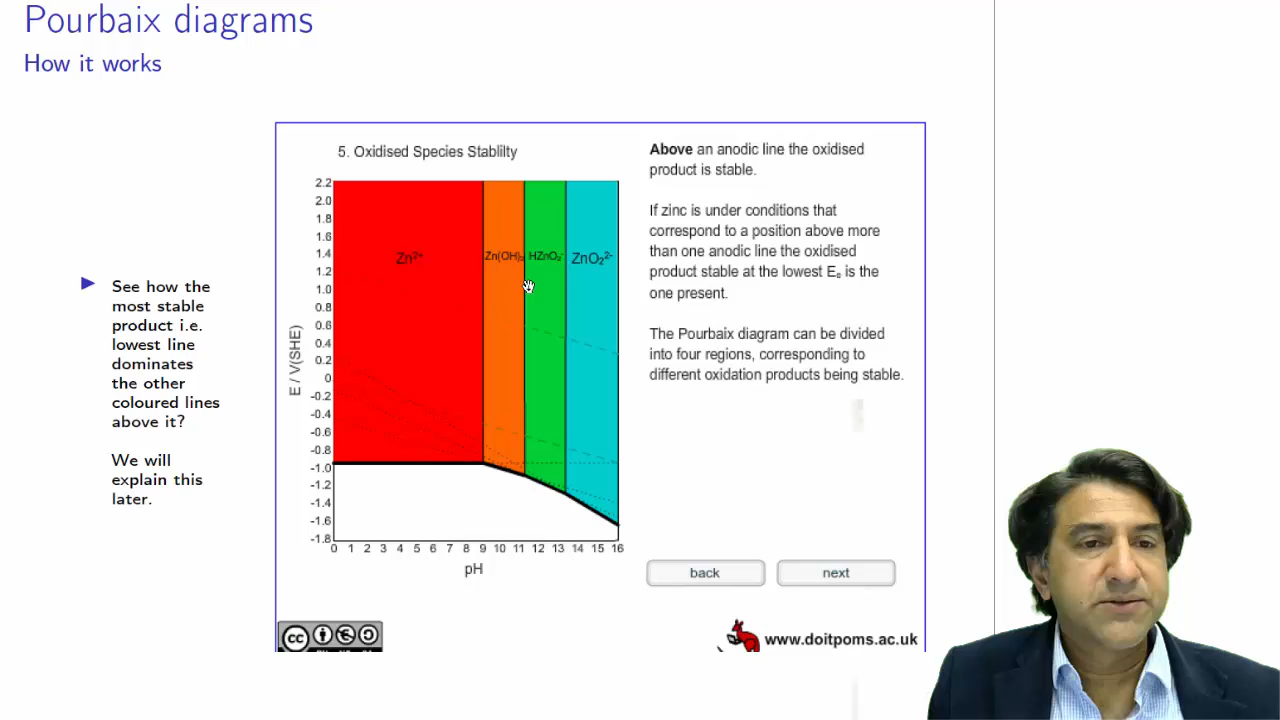 Pourbaix diagrams
How it works
▶ See how the
most stable
product i.e.
lowest line
dominates
the other
coloured lines
above it?
We will
explain this
later.
5. Oxidised Species Stablilty
E / V(SHE)
2.2
2.0
1.8
1.6
1.4
1.2
1.0
0.8
0.6
0.4
0.2
0
-0.2
-0.4
-0.6
-0.8
-1.0
-1.2
-1.4
-1.6
-1.8
Zn²⁺ Zn(OH)₂ HZnO₂⁻ ZnO₂²⁻
0 1 2 3 4 5 6 7 8 9 10 11 12 13 14 15 16
pH
Above an anodic line the oxidised
product is stable.
If zinc is under conditions that
correspond to a position above more
than one anodic line the oxidised
product stable at the lowest Eₑ is the
one present.
The Pourbaix diagram can be divided
into four regions, corresponding to
different oxidation products being stable.
back next
cc
www.doitpoms.ac.uk